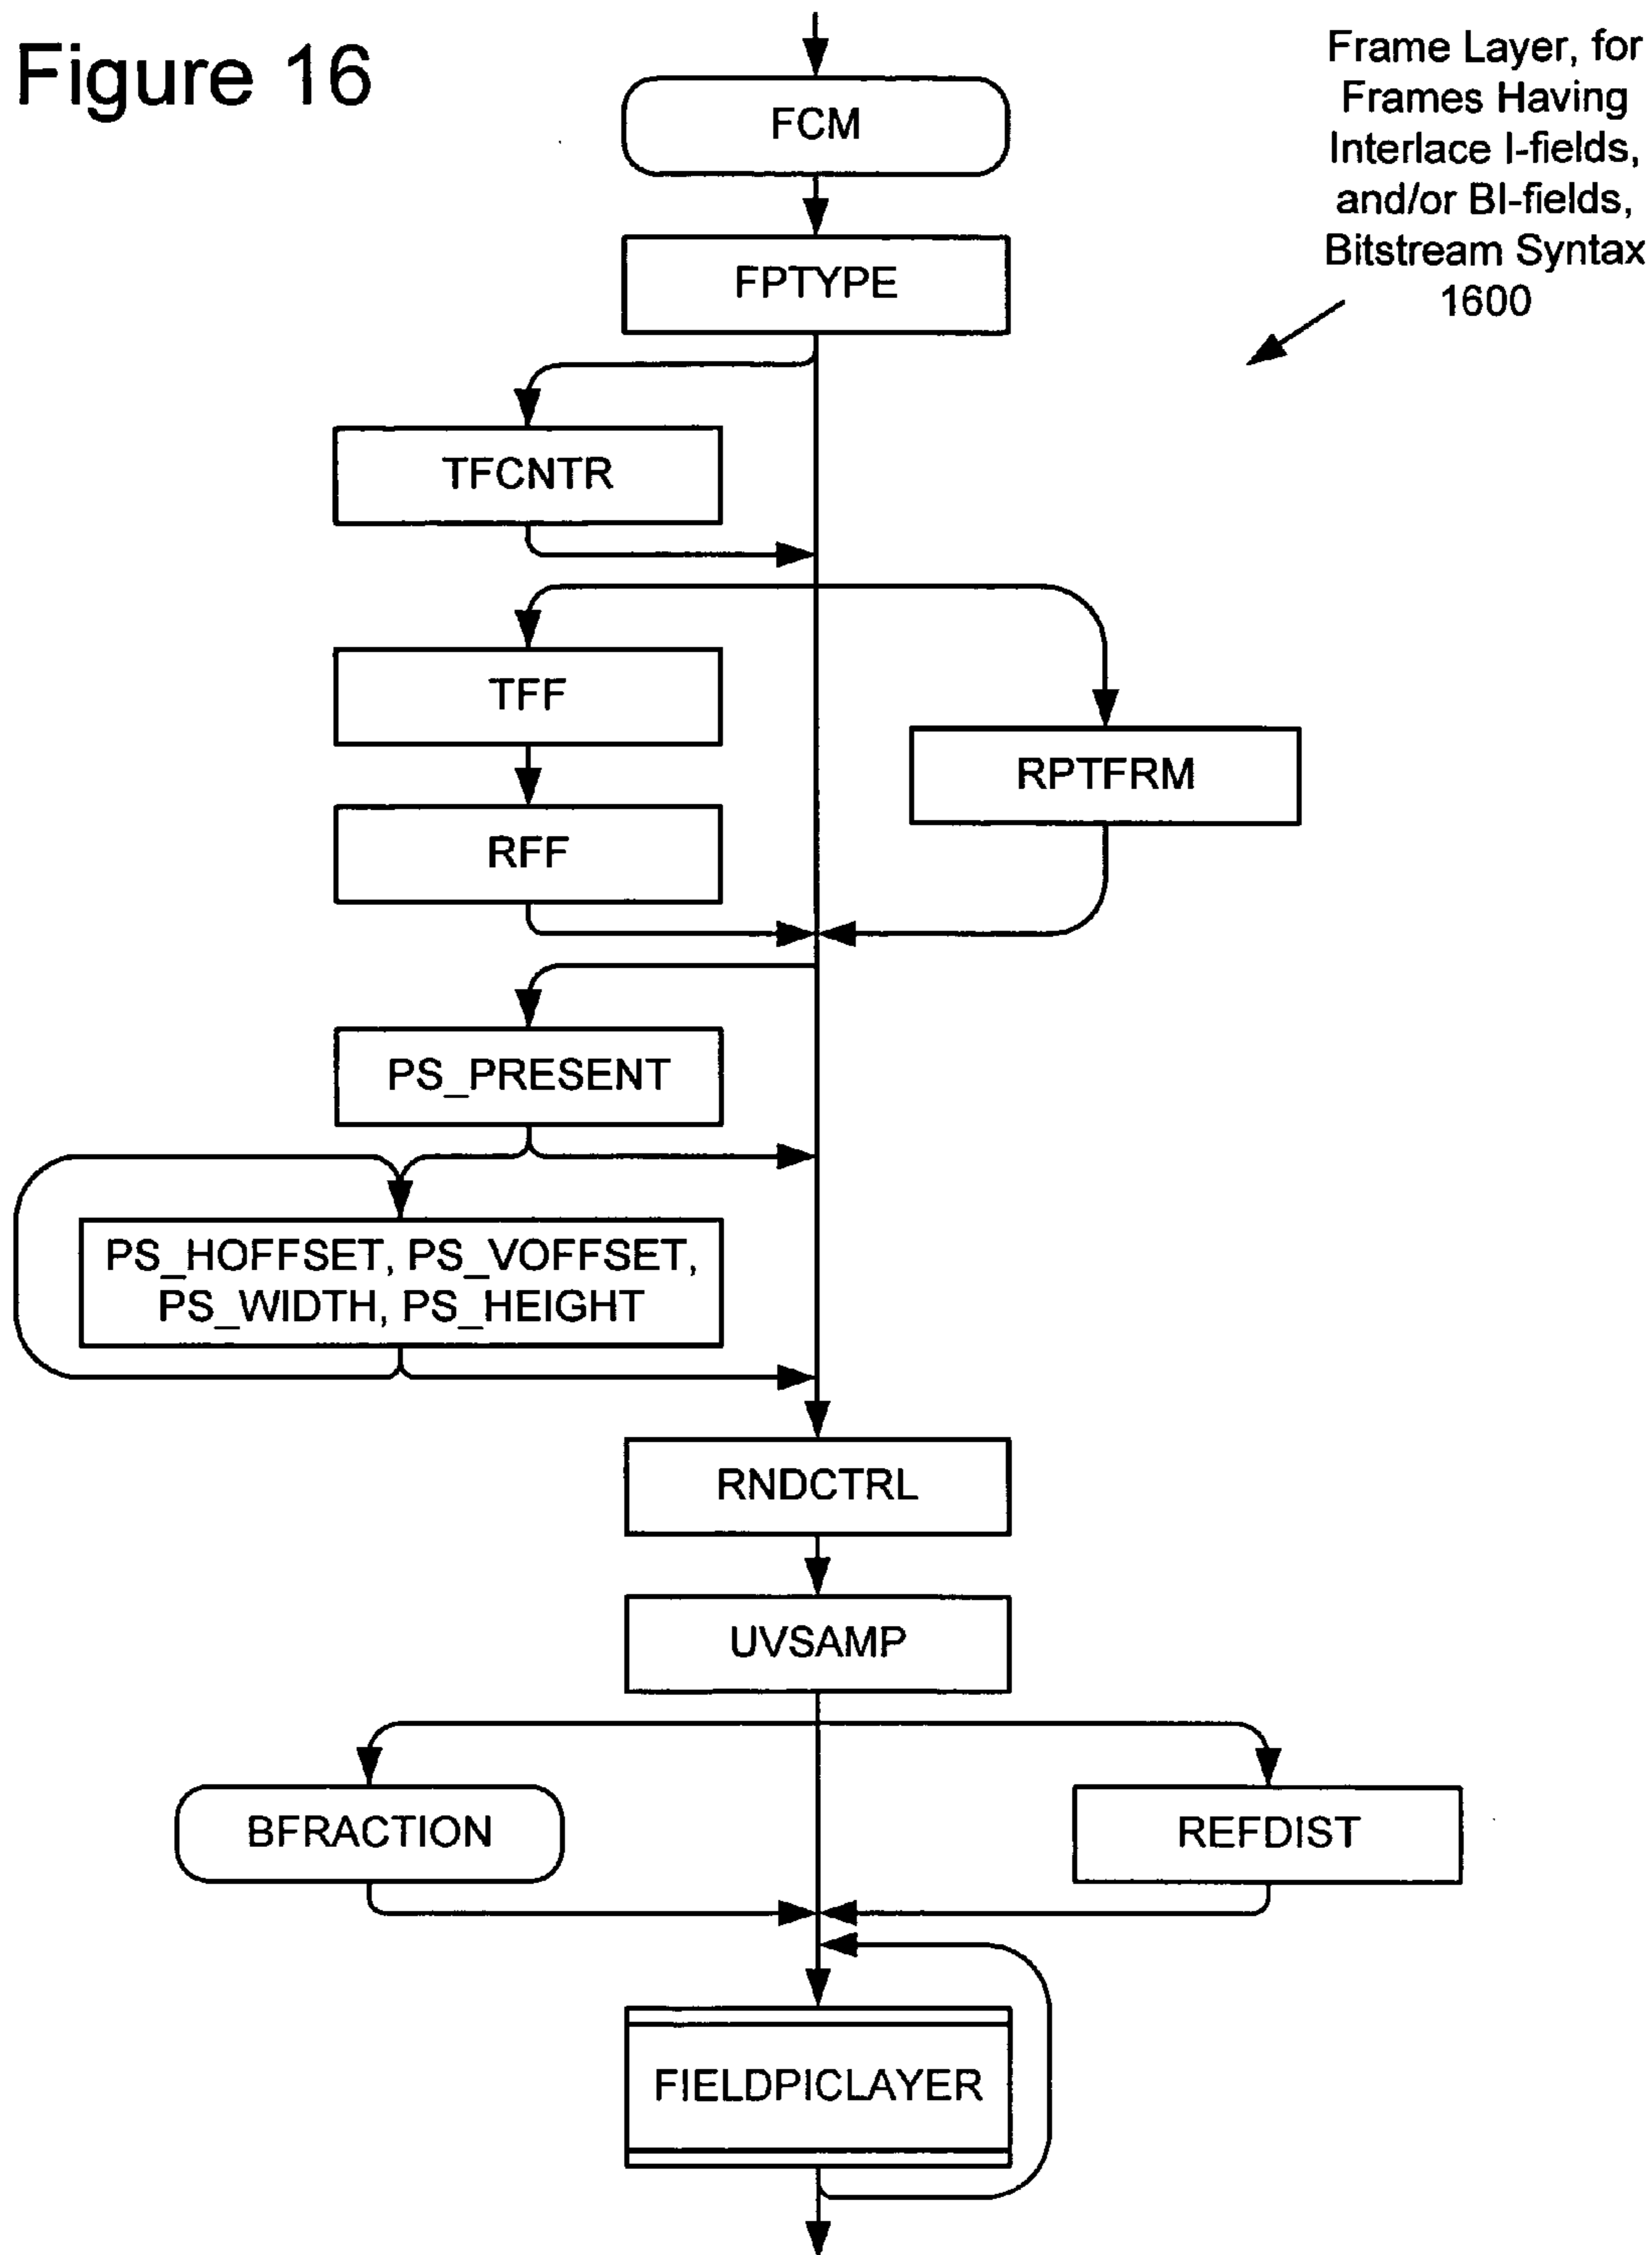 Figure 16
Frame Layer, for
Frames Having
Interlace I-fields,
and/or BI-fields,
Bitstream Syntax
1600
FCM
FPTYPE
TFCNTR
TFF
RPTFRM
RFF
PS_PRESENT
PS_HOFFSET, PS_VOFFSET,
PS_WIDTH, PS_HEIGHT
RNDCTRL
UVSAMP
BFRACTION
REFDIST
FIELDPICLAYER